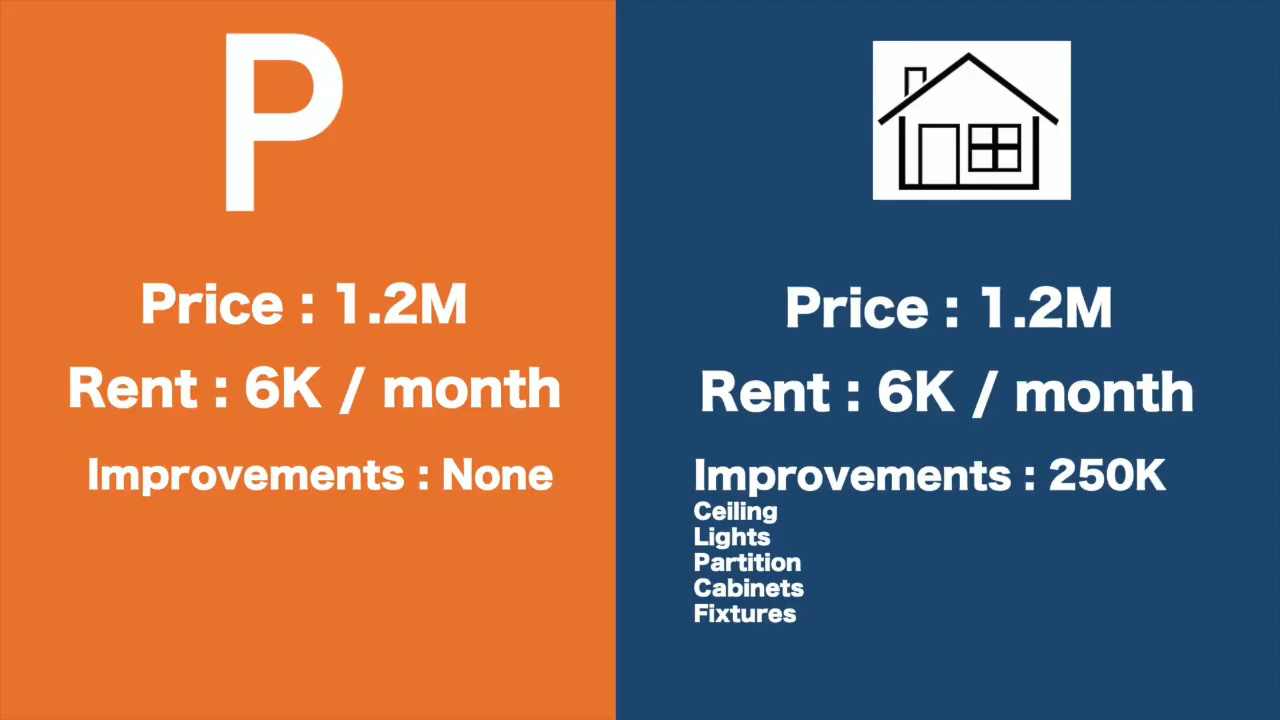 P
Price : 1.2M
Rent : 6K / month
Improvements : None
Price : 1.2M
Rent : 6K / month
Improvements : 250K
Ceiling
Lights
Partition
Cabinets
Fixtures